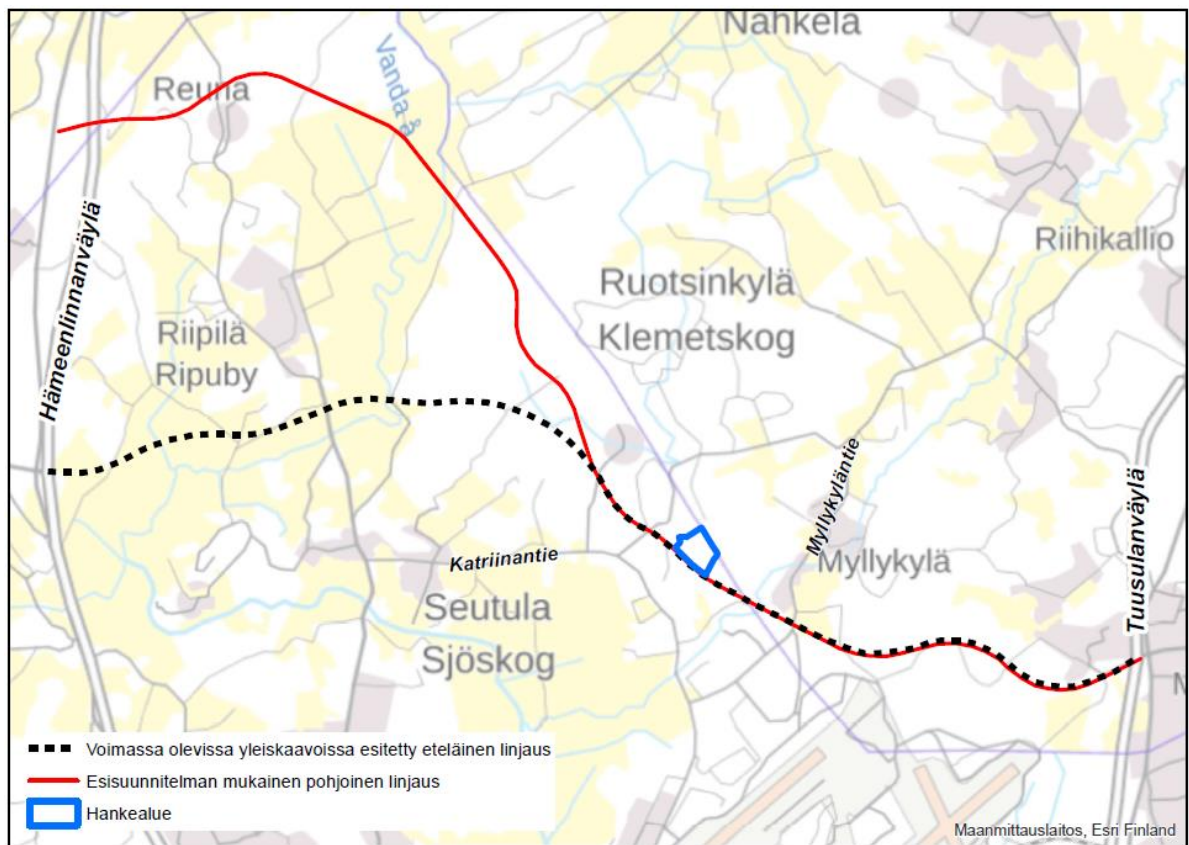 Nahkela
Reuna
Vanda å
Hämeenlinnanväylä
Riihikallio
Ruotsinkylä
Klemetskog
Riipilä
Ripuby
Myllykyläntie
Tuusulanväylä
Katriinantie
Myllykylä
Seutula
Sjöskog
Voimassa olevissa yleiskaavoissa esitetty eteläinen linjaus
Esisuunnitelman mukainen pohjoinen linjaus
Hankealue
Maanmittauslaitos, Esri Finland